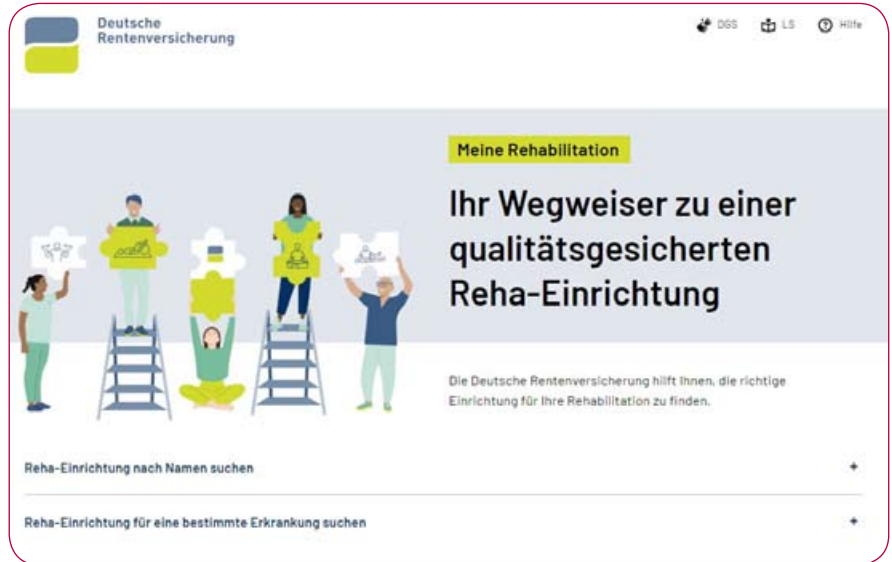 Deutsche
Rentenversicherung
DGS LS Hilfe
Meine Rehabilitation
Ihr Wegweiser zu einer
qualitätsgesicherten
Reha-Einrichtung
Die Deutsche Rentenversicherung hilft Ihnen, die richtige
Einrichtung für Ihre Rehabilitation zu finden.
Reha-Einrichtung nach Namen suchen
Reha-Einrichtung für eine bestimmte Erkrankung suchen